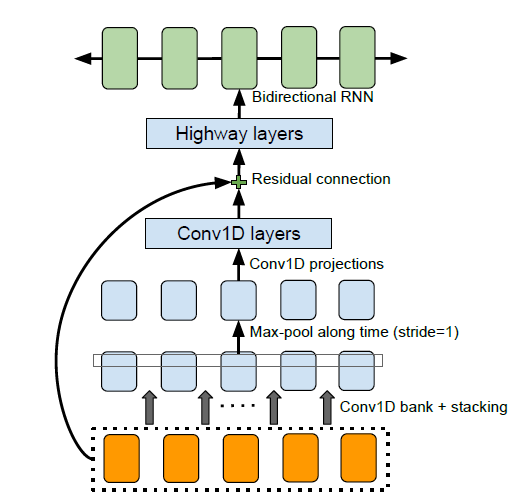 Bidirectional RNN
Highway layers
Residual connection
Conv1D layers
Conv1D projections
Max-pool along time (stride=1)
Conv1D bank + stacking